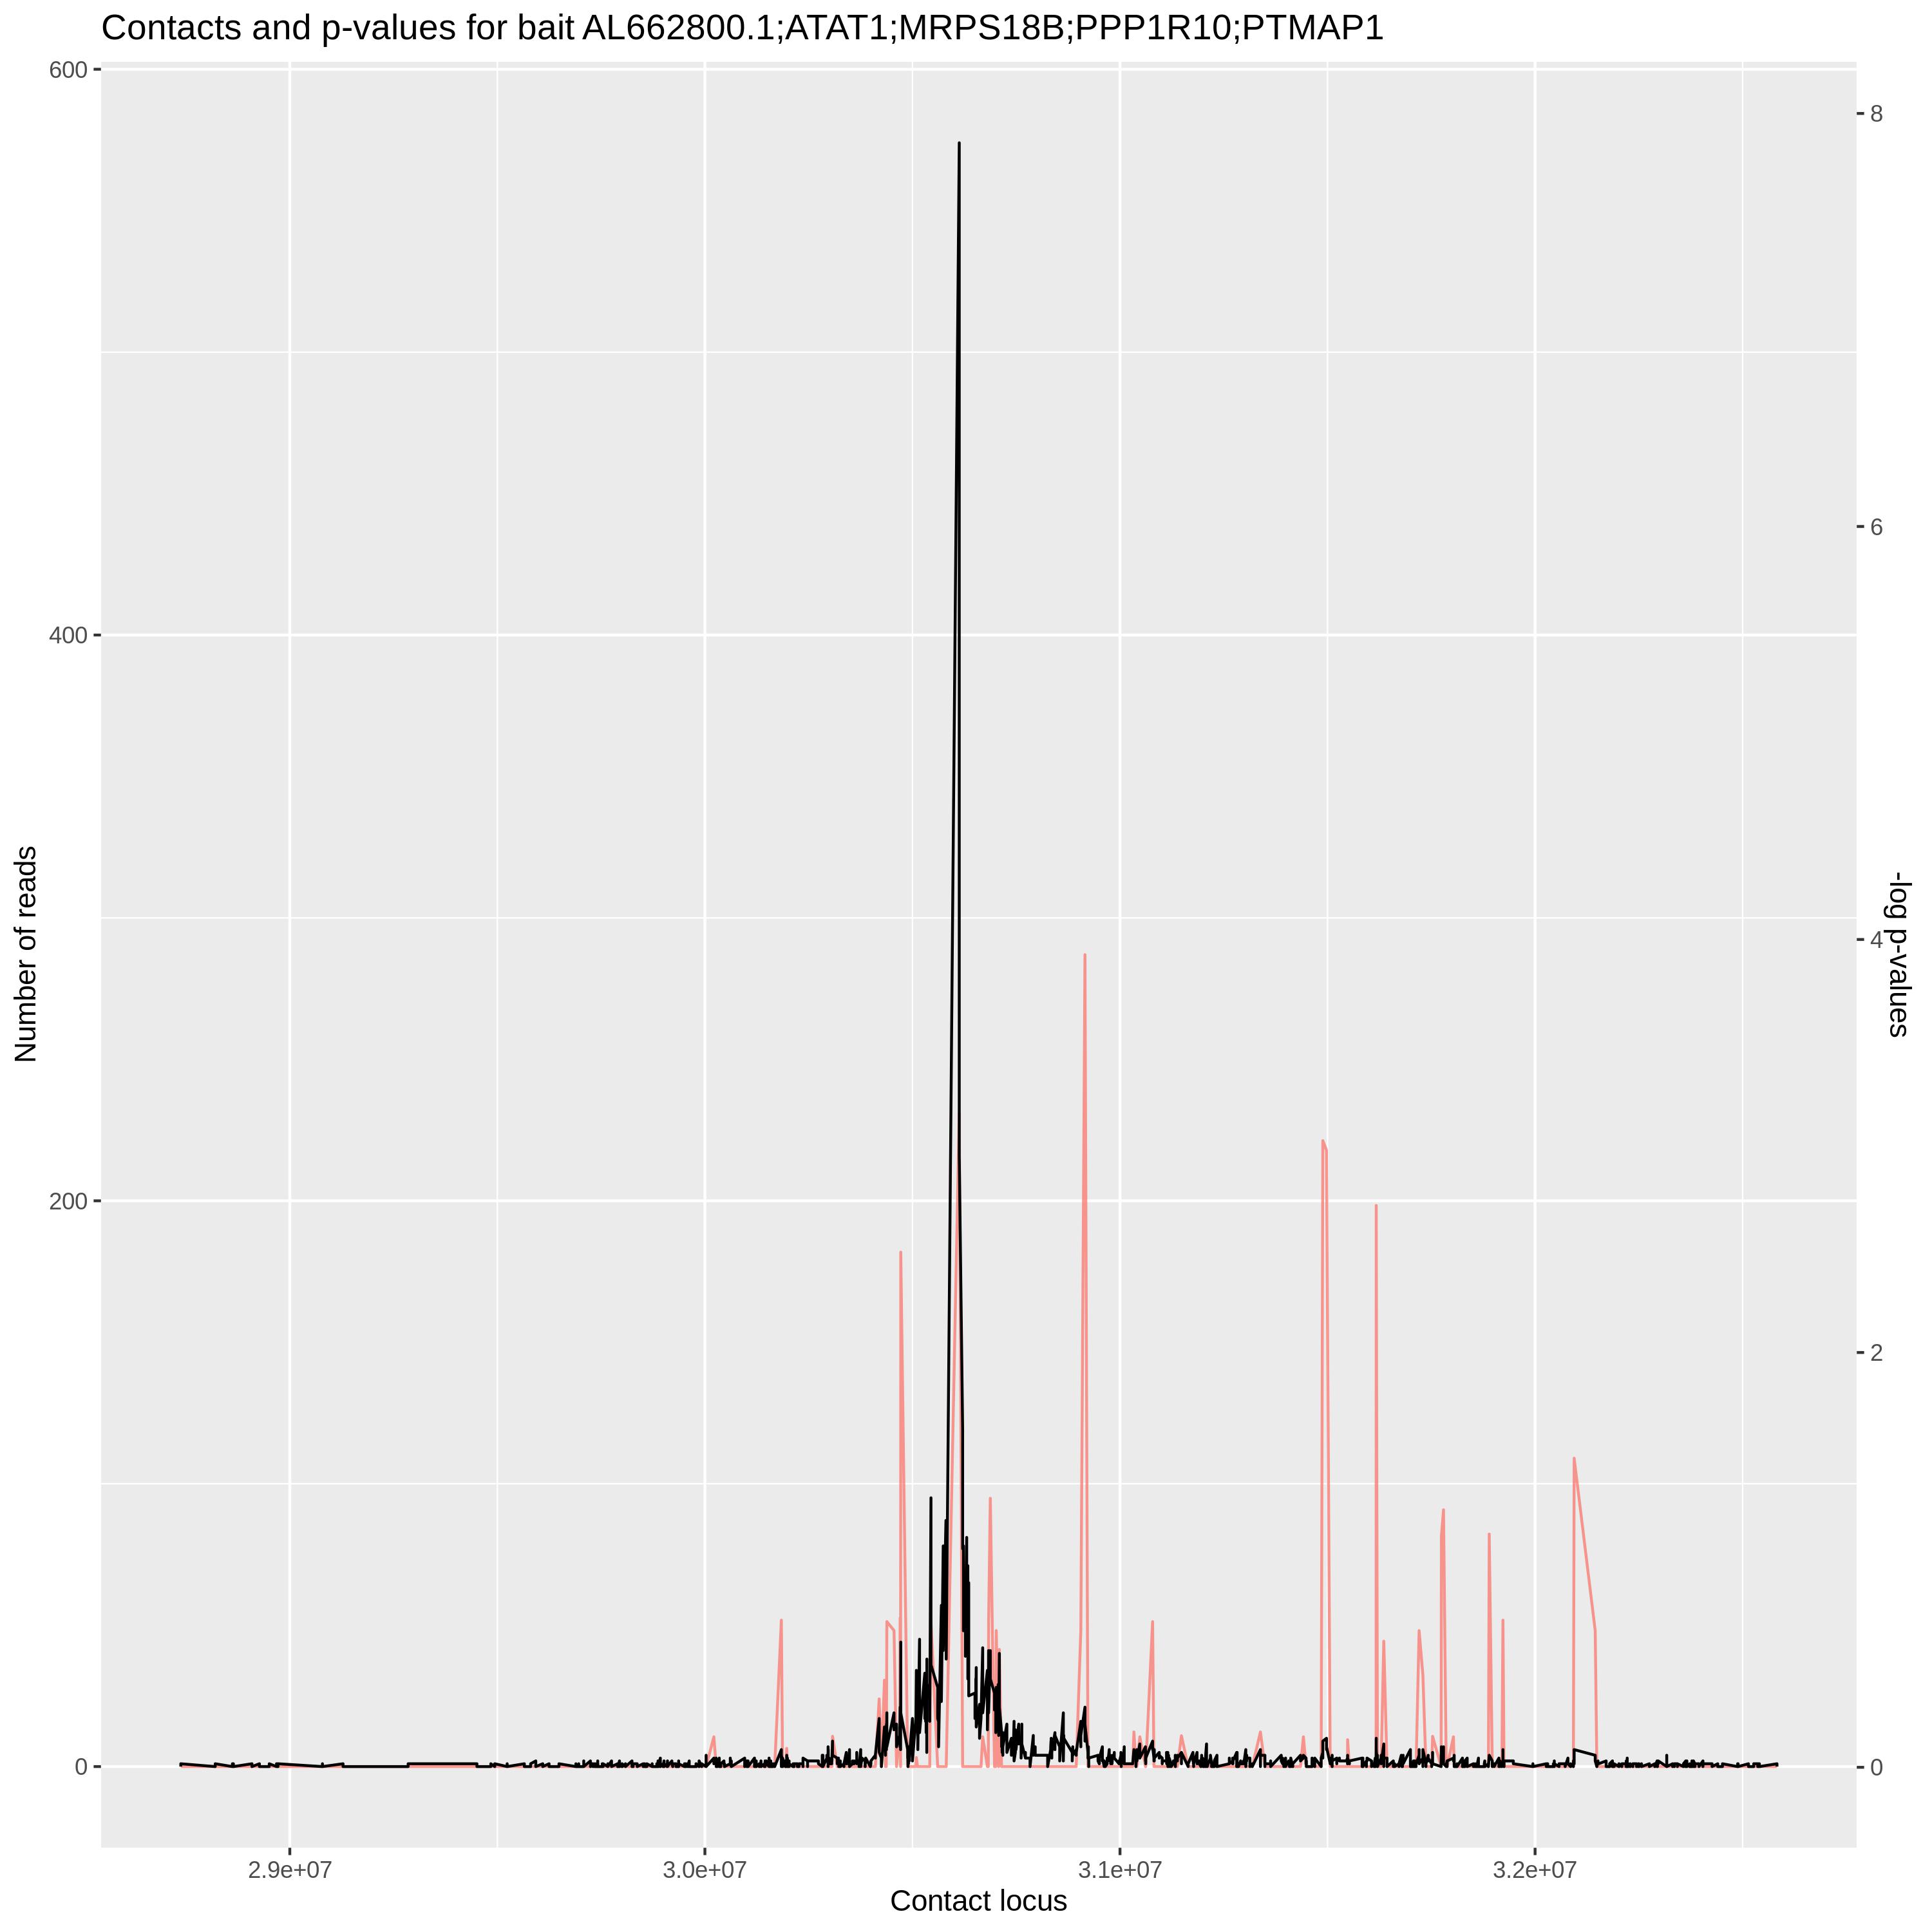 Contacts and p-values for bait AL662800.1;ATAT1;MRPS18B;PPP1R10;PTMAP1
600
400
200
0
Number of reads
8
6
4
2
0
-log p-values
2.9e+07
3.0e+07
3.1e+07
3.2e+07
Contact locus